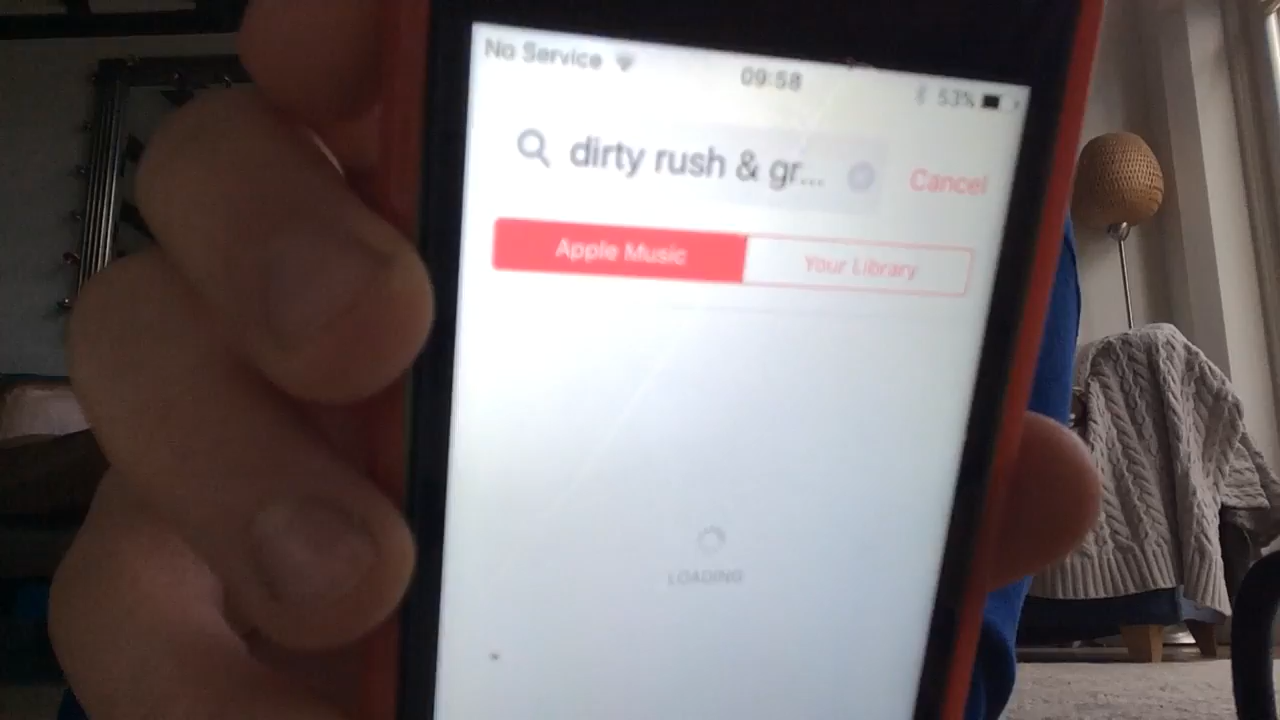 No Service 09:58 53%
dirty rush & gr... Cancel
Apple Music Your Library
LOADING